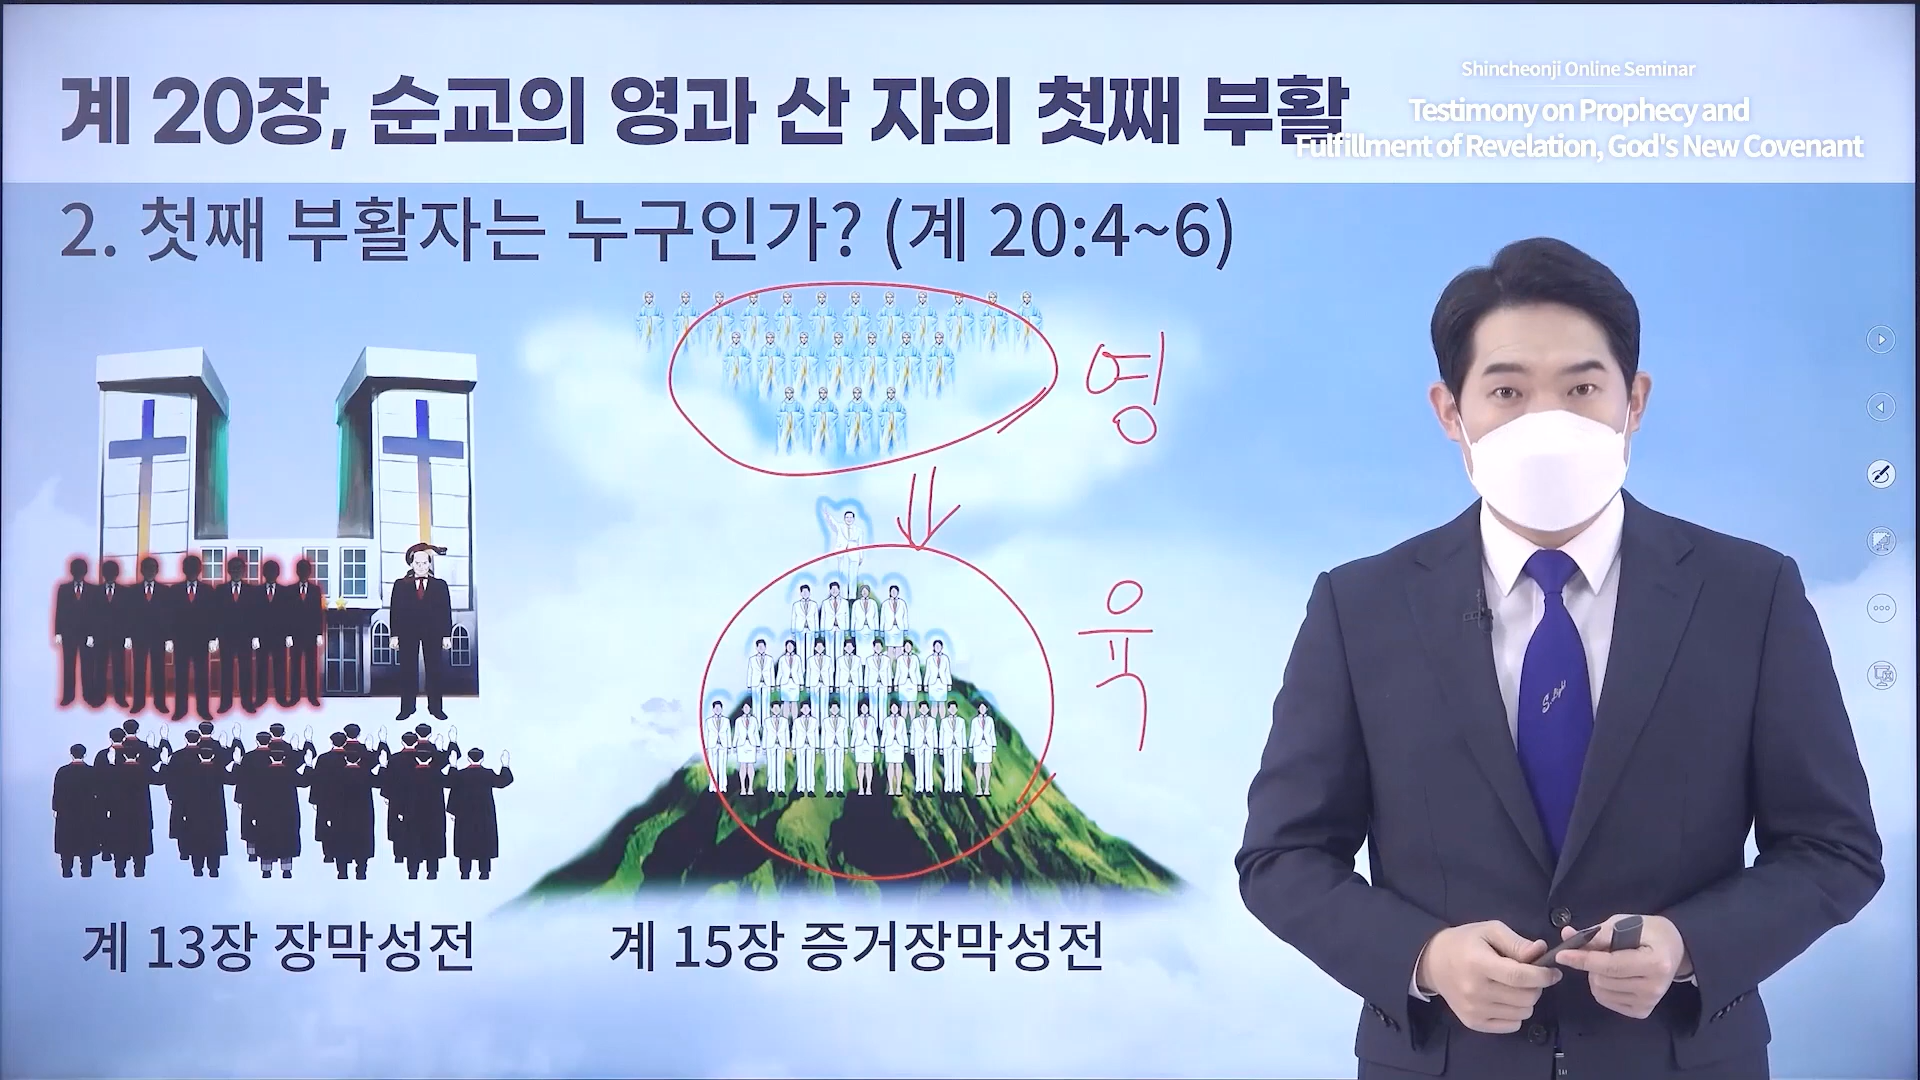 계 20장, 순교의 영과 산 자의 첫째 부활
Shincheonji Online Seminar
Testimony on Prophecy and
Fulfillment of Revelation, God's New Covenant
2. 첫째 부활자는 누구인가? (계 20:4~6)
영
육
S.Light
계 13장 장막성전
계 15장 증거장막성전